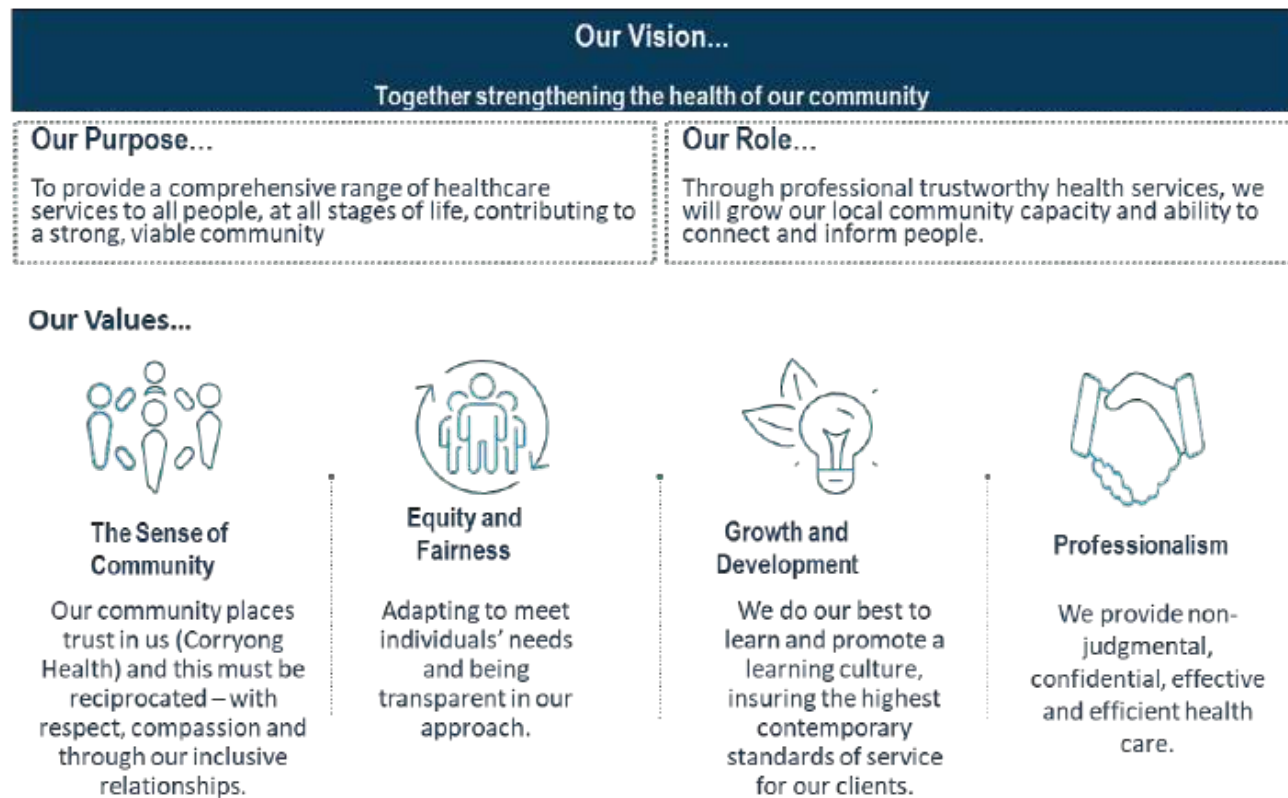 Our Vision...
Together strengthening the health of our community
Our Purpose...
To provide a comprehensive range of healthcare
services to all people, at all stages of life, contributing to
a strong, viable community
Our Role...
Through professional trustworthy health services, we
will grow our local community capacity and ability to
connect and inform people.
Our Values...
The Sense of
Community
Our community places
trust in us (Corryong
Health) and this must be
reciprocated – with
respect, compassion and
through our inclusive
relationships.
Equity and
Fairness
Adapting to meet
individuals’ needs
and being
transparent in our
approach.
Growth and
Development
We do our best to
learn and promote a
learning culture,
insuring the highest
contemporary
standards of service
for our clients.
Professionalism
We provide non-
judgmental,
confidential, effective
and efficient health
care.